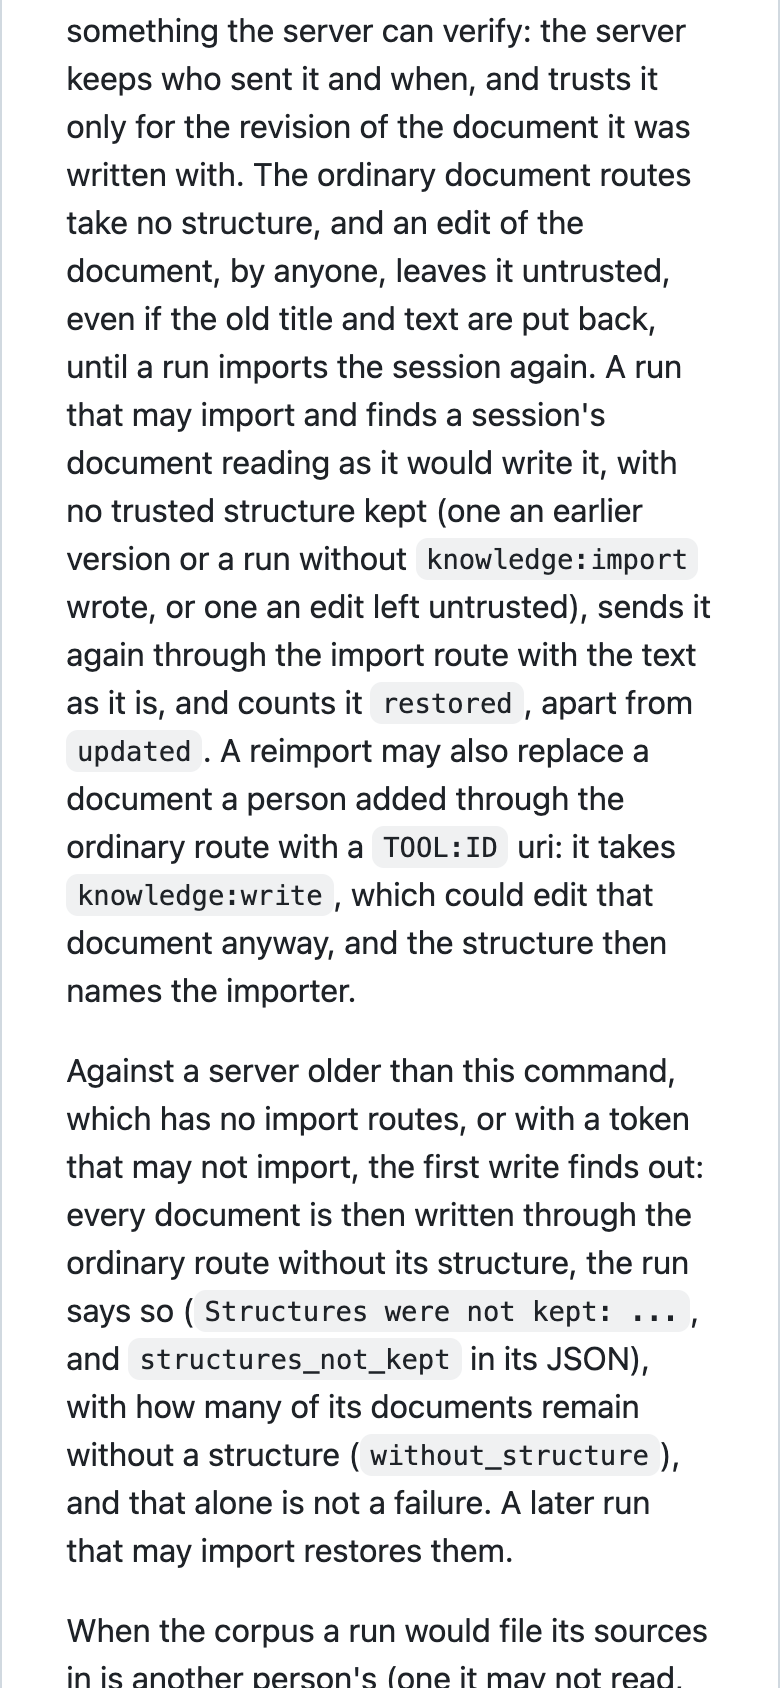 something the server can verify: the server
keeps who sent it and when, and trusts it
only for the revision of the document it was
written with. The ordinary document routes
take no structure, and an edit of the
document, by anyone, leaves it untrusted,
even if the old title and text are put back,
until a run imports the session again. A run
that may import and finds a session's
document reading as it would write it, with
no trusted structure kept (one an earlier
version or a run without knowledge:import
wrote, or one an edit left untrusted), sends it
again through the import route with the text
as it is, and counts it restored, apart from
updated. A reimport may also replace a
document a person added through the
ordinary route with a TOOL:ID uri: it takes
knowledge:write, which could edit that
document anyway, and the structure then
names the importer.
Against a server older than this command,
which has no import routes, or with a token
that may not import, the first write finds out:
every document is then written through the
ordinary route without its structure, the run
says so (Structures were not kept: ...,
and structures_not_kept in its JSON),
with how many of its documents remain
without a structure (without_structure),
and that alone is not a failure. A later run
that may import restores them.
When the corpus a run would file its sources
in is another person's (one it may not read,